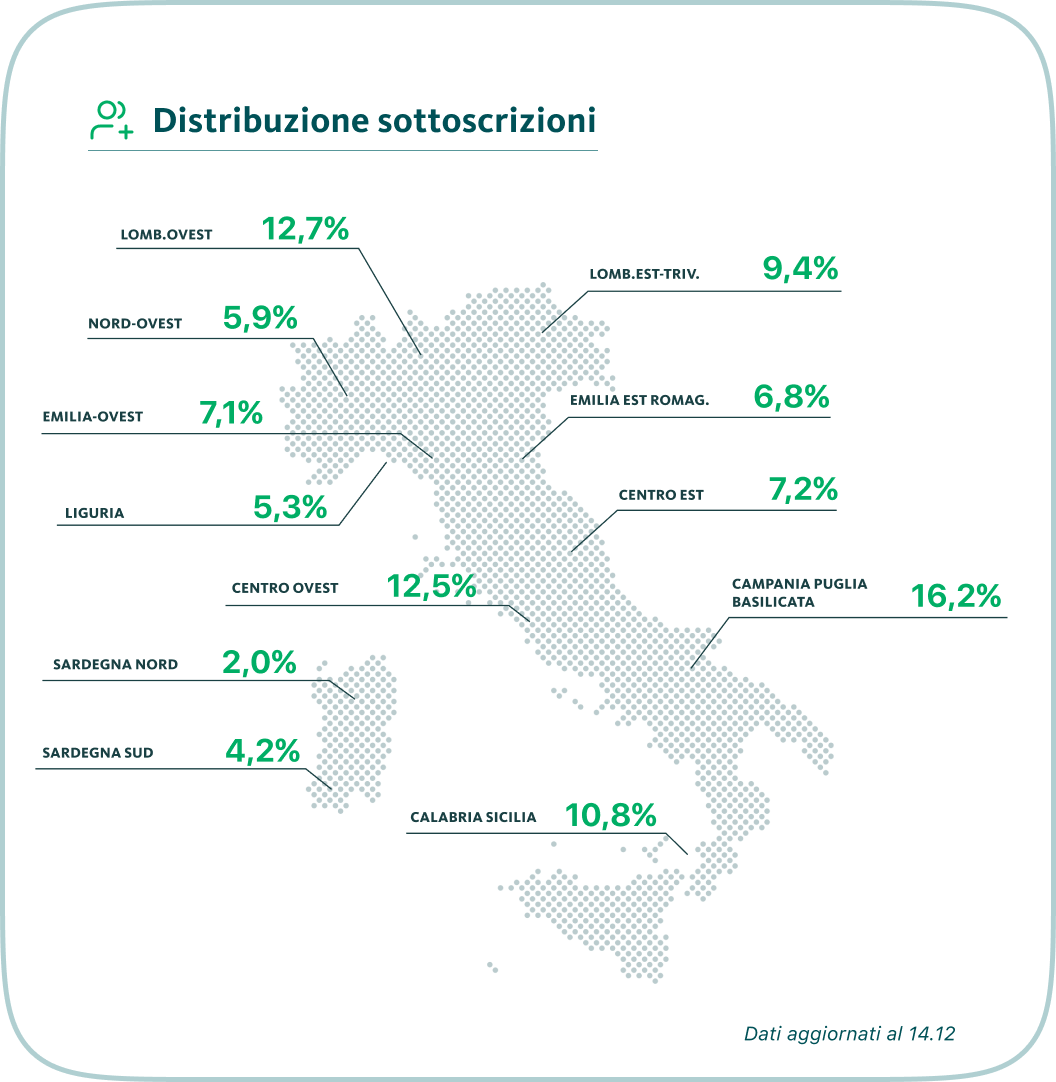 Distribuzione sottoscrizioni
LOMB.OVEST 12,7%
LOMB.EST-TRIV. 9,4%
NORD-OVEST 5,9%
EMILIA EST ROMAG. 6,8%
EMILIA-OVEST 7,1%
CENTRO EST 7,2%
LIGURIA 5,3%
CENTRO OVEST 12,5%
CAMPANIA PUGLIA
BASILICATA 16,2%
SARDEGNA NORD 2,0%
SARDEGNA SUD 4,2%
CALABRIA SICILIA 10,8%
Dati aggiornati al 14.12